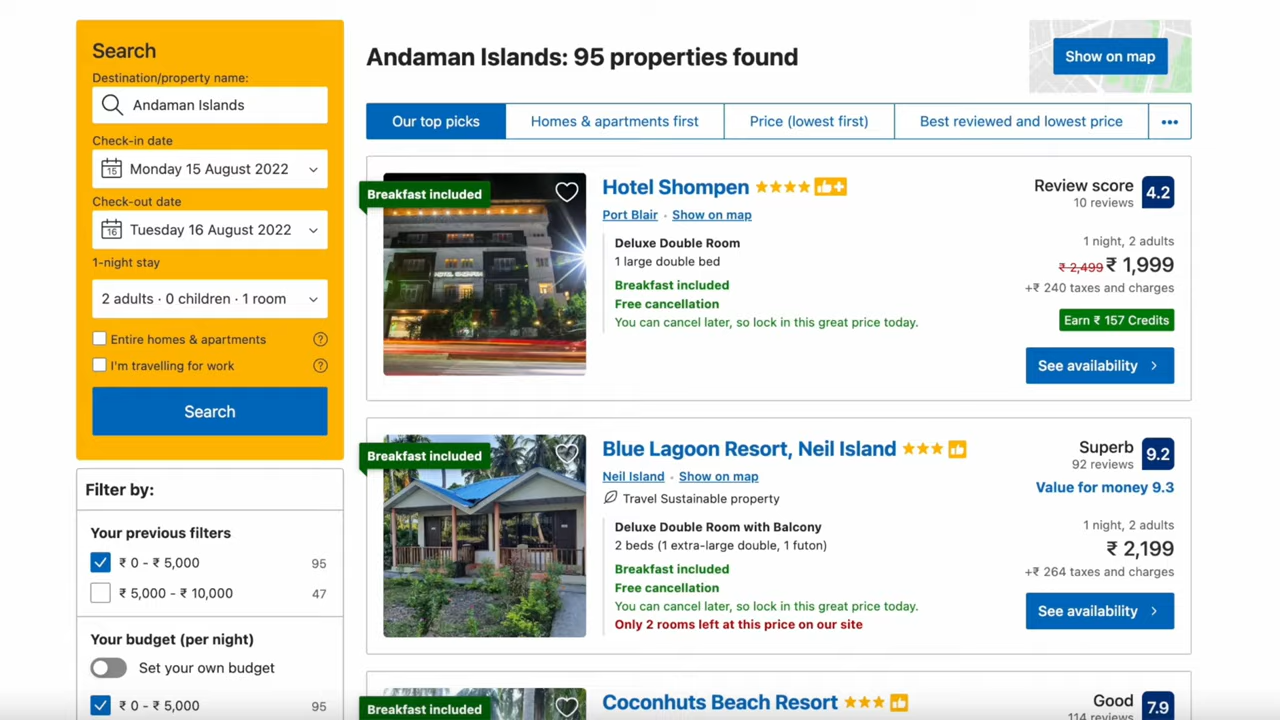 Search
Destination/property name:
Andaman Islands
Check-in date
15
Monday 15 August 2022
Check-out date
16
Tuesday 16 August 2022
1-night stay
2 adults · 0 children · 1 room
Entire homes & apartments ?
I'm travelling for work ?
Search
Filter by:
Your previous filters
₹ 0 - ₹ 5,000 95
₹ 5,000 - ₹ 10,000 47
Your budget (per night)
Set your own budget
₹ 0 - ₹ 5,000 95
Andaman Islands: 95 properties found
Show on map
Our top picks
Homes & apartments first
Price (lowest first)
Best reviewed and lowest price
•••
Breakfast included
HOTEL SHOMPEN
Hotel Shompen
Port Blair · Show on map
Deluxe Double Room
1 large double bed
Breakfast included
Free cancellation
You can cancel later, so lock in this great price today.
Review score 4.2
10 reviews
1 night, 2 adults
₹ 2,499 ₹ 1,999
+₹ 240 taxes and charges
Earn ₹ 157 Credits
See availability
Breakfast included
Blue Lagoon Resort, Neil Island
Neil Island · Show on map
Travel Sustainable property
Deluxe Double Room with Balcony
2 beds (1 extra-large double, 1 futon)
Breakfast included
Free cancellation
You can cancel later, so lock in this great price today.
Only 2 rooms left at this price on our site
Superb 9.2
92 reviews
Value for money 9.3
1 night, 2 adults
₹ 2,199
+₹ 264 taxes and charges
See availability
Breakfast included
Coconhuts Beach Resort
Good 7.9
114 reviews